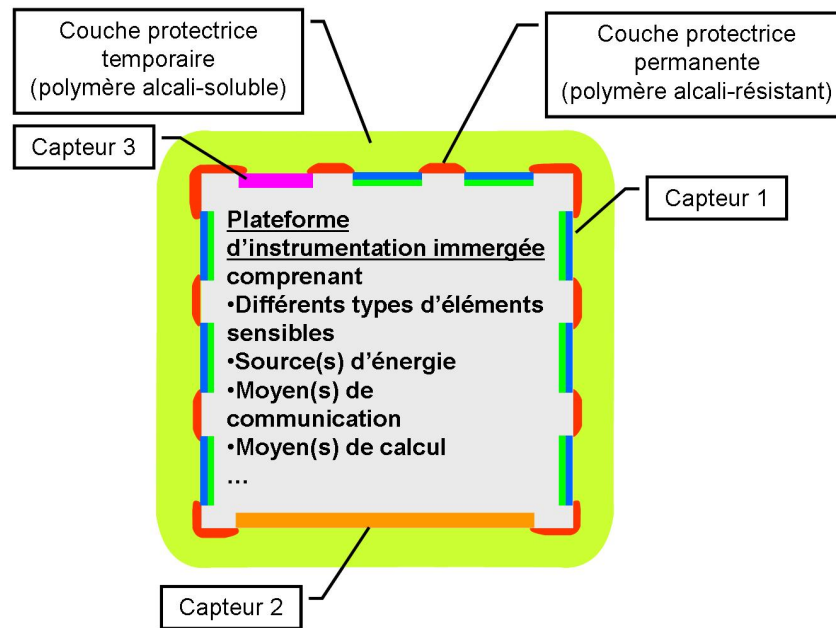 Couche protectrice
temporaire
(polymère alcali-soluble)
Couche protectrice
permanente
(polymère alcali-résistant)
Capteur 3
Capteur 1
Plateforme
d’instrumentation immergée
comprenant
•Différents types d’éléments
sensibles
•Source(s) d’énergie
•Moyen(s) de
communication
•Moyen(s) de calcul
…
Capteur 2